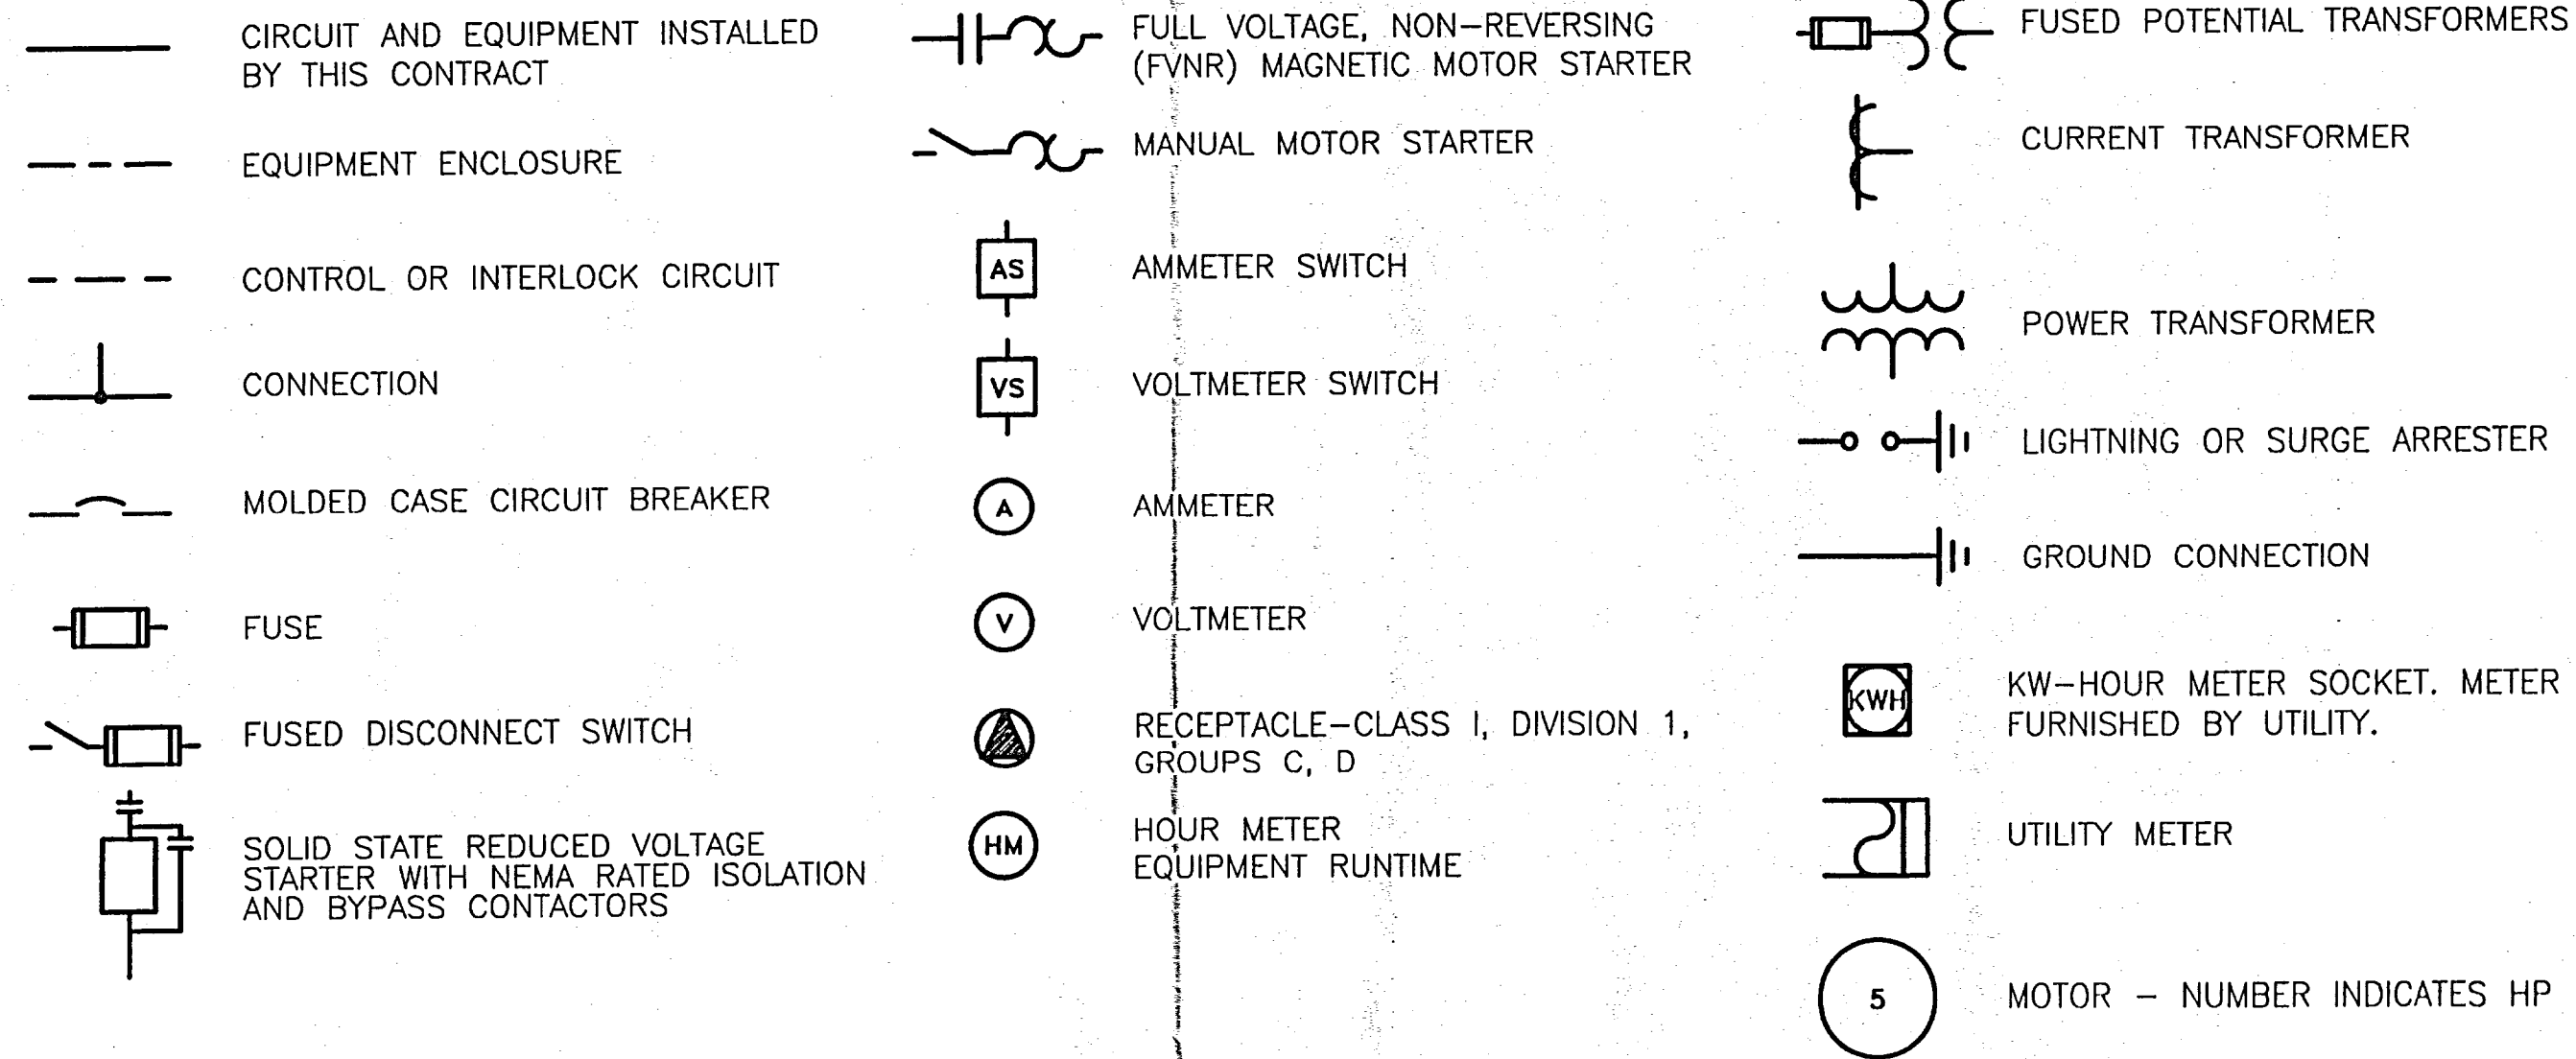 CIRCUIT AND EQUIPMENT INSTALLED
BY THIS CONTRACT
EQUIPMENT ENCLOSURE
CONTROL OR INTERLOCK CIRCUIT
CONNECTION
MOLDED CASE CIRCUIT BREAKER
FUSE
FUSED DISCONNECT SWITCH
SOLID STATE REDUCED VOLTAGE
STARTER WITH NEMA RATED ISOLATION
AND BYPASS CONTACTORS
FULL VOLTAGE, NON-REVERSING
(FVNR) MAGNETIC MOTOR STARTER
MANUAL MOTOR STARTER
AS AMMETER SWITCH
VS VOLTMETER SWITCH
A AMMETER
V VOLTMETER
RECEPTACLE-CLASS I, DIVISION 1,
GROUPS C, D
HM HOUR METER
EQUIPMENT RUNTIME
FUSED POTENTIAL TRANSFORMERS
CURRENT TRANSFORMER
POWER TRANSFORMER
LIGHTNING OR SURGE ARRESTER
GROUND CONNECTION
KWH KW-HOUR METER SOCKET. METER
FURNISHED BY UTILITY.
UTILITY METER
5 MOTOR - NUMBER INDICATES HP